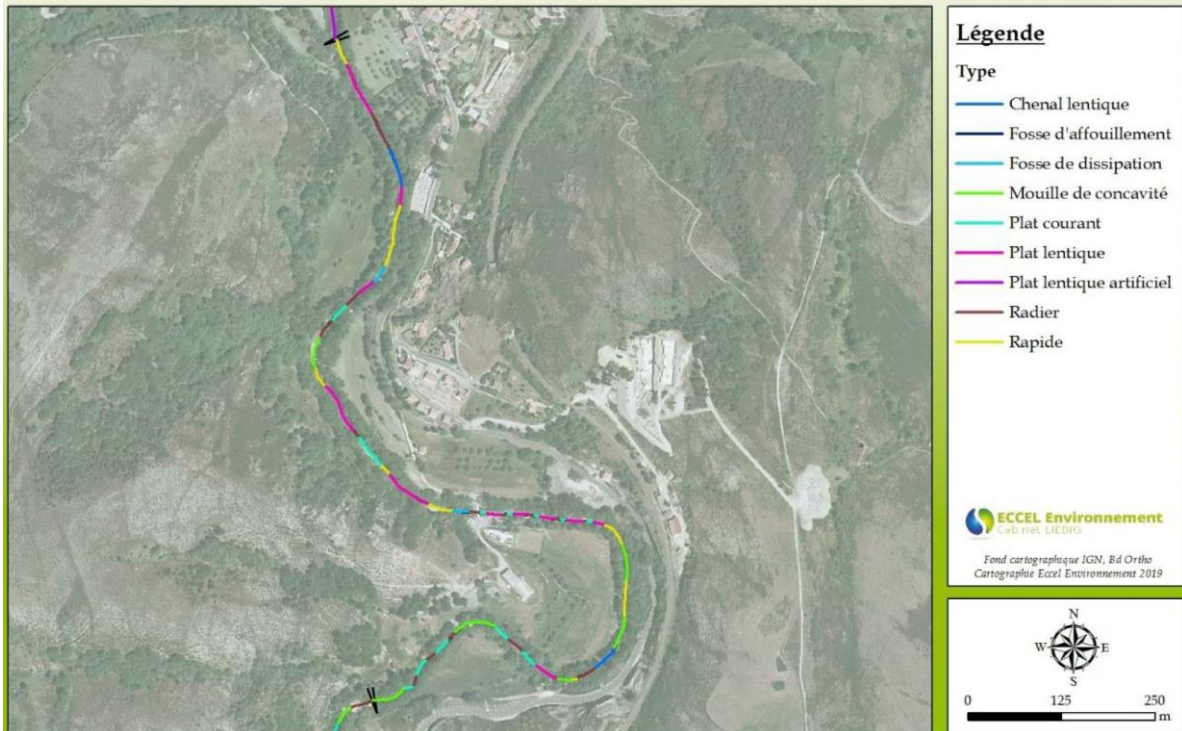 Légende
Type
Chenal lentique
Fosse d'affouillement
Fosse de dissipation
Mouille de concavité
Plat courant
Plat lentique
Plat lentique artificiel
Radier
Rapide
ECCEL Environnement
Cabinet LIEBIG
Fond cartographique IGN, Bd Ortho
Cartographie Eccel Environnement 2019
N
W E
S
0 125 250
m